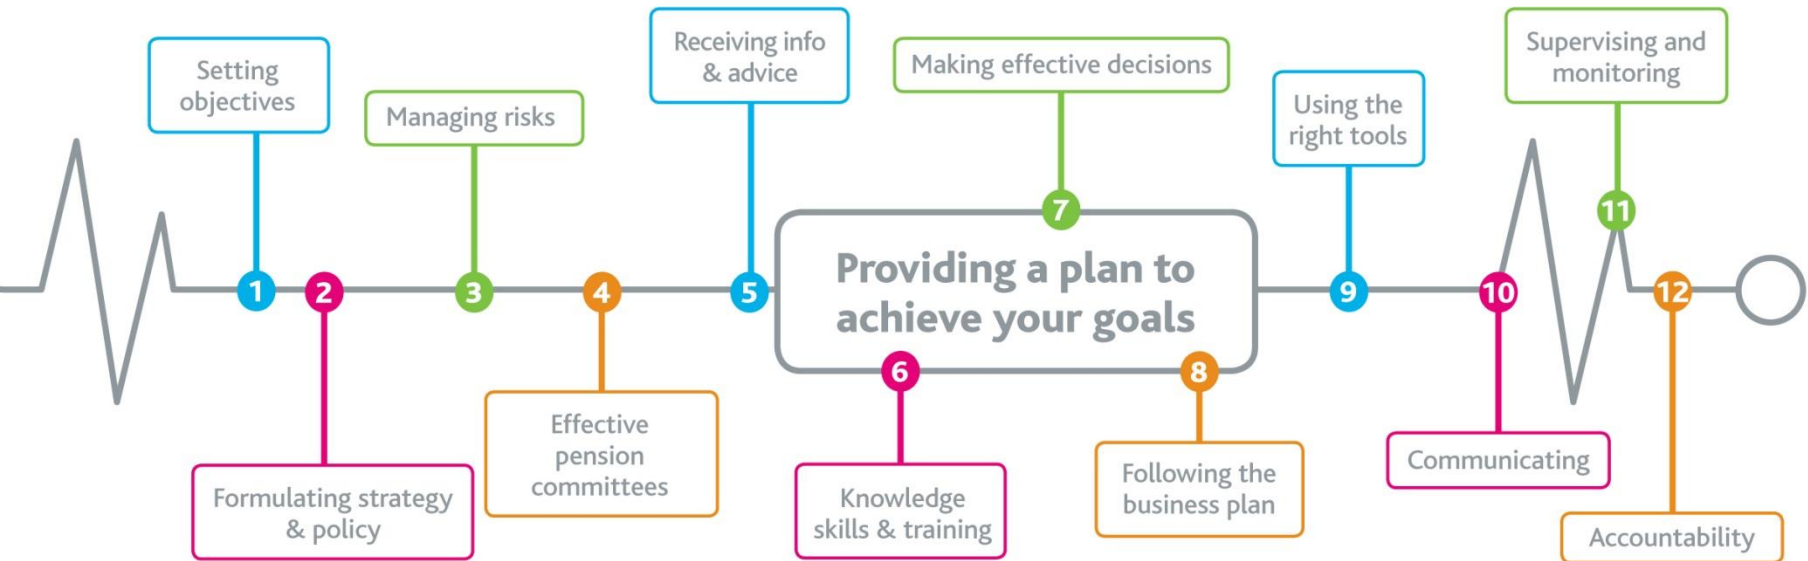 Setting
objectives
1
Formulating strategy
& policy
2
Managing risks
3
Effective
pension
committees
4
Receiving info
& advice
5
Providing a plan to
achieve your goals
Knowledge
skills & training
6
Making effective decisions
7
Following the
business plan
8
Using the
right tools
9
Communicating
10
Supervising and
monitoring
11
Accountability
12